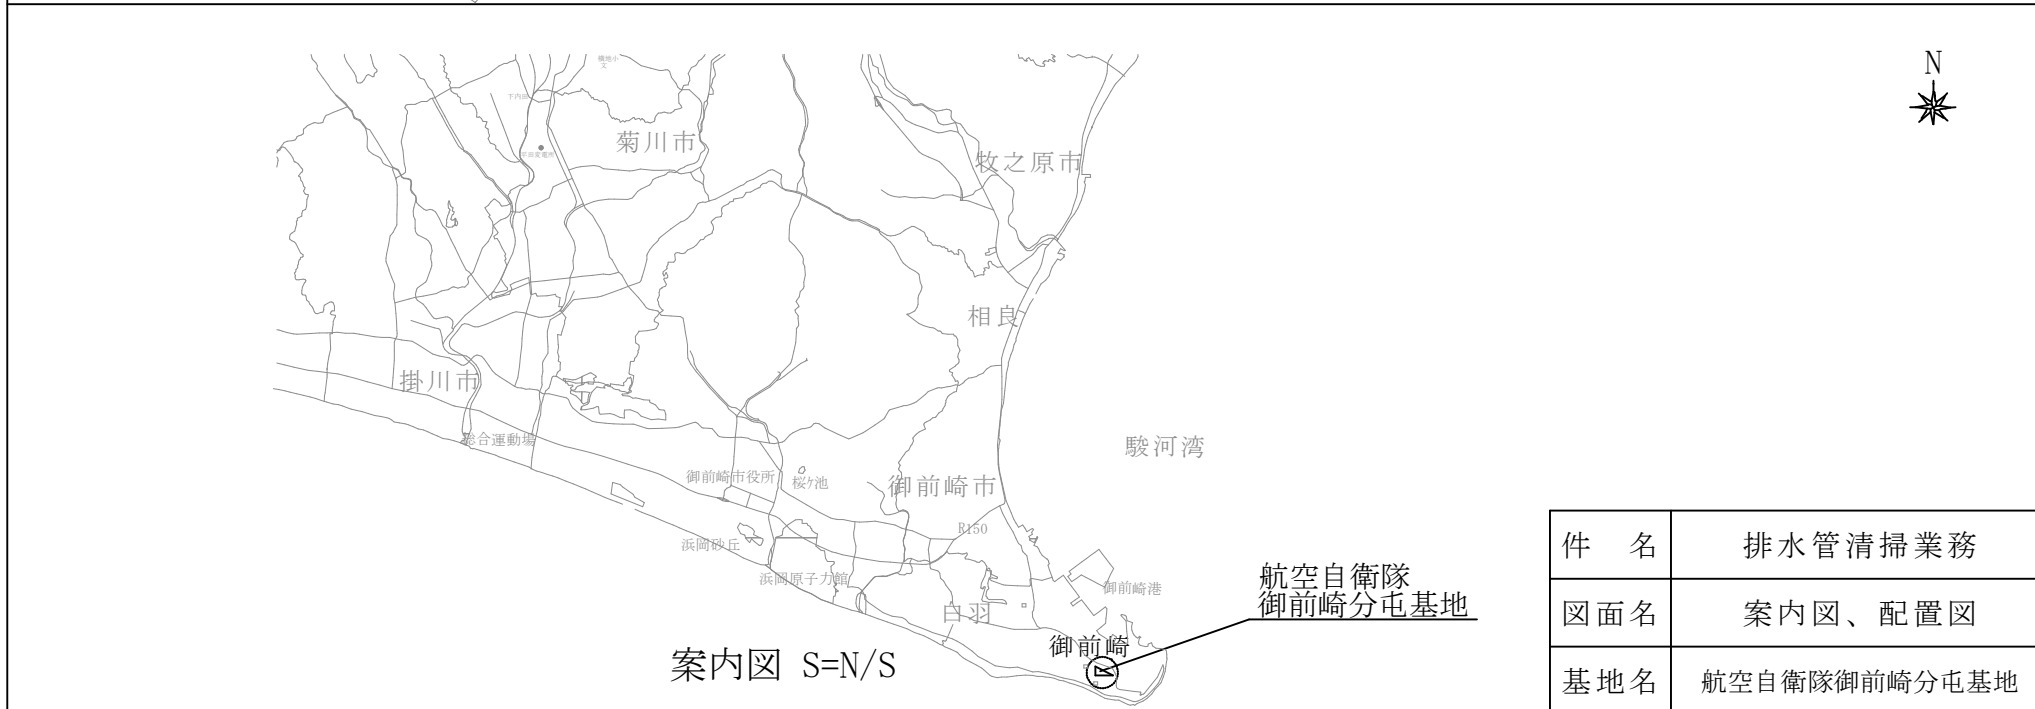 N
下内田
菊川市
牧之原市
相良
掛川市
総合運動場
駿河湾
御前崎市役所
桜ケ池
御前崎市
R150
浜岡砂丘
浜岡原子力館
御前崎港
白羽
御前崎
航空自衛隊
御前崎分屯基地
案内図 S=N/S
件 名 排水管清掃業務
図面名 案内図、配置図
基地名 航空自衛隊御前崎分屯基地